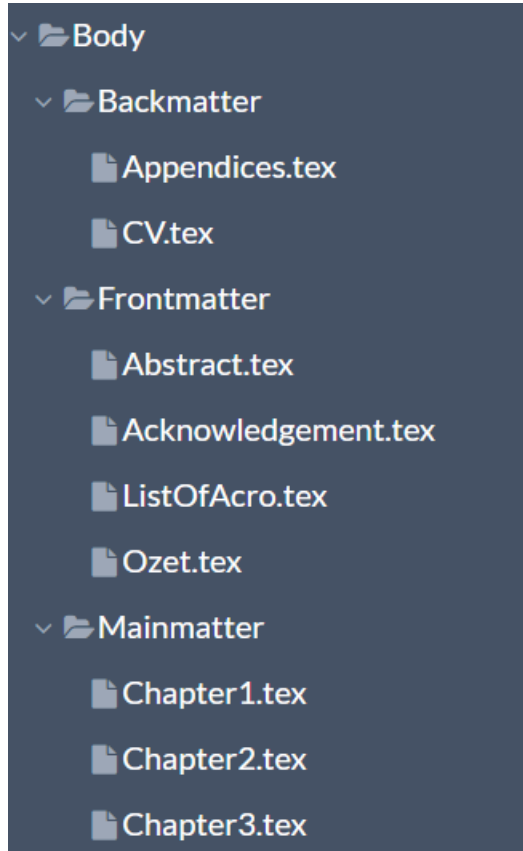 Body
Backmatter
Appendices.tex
CV.tex
Frontmatter
Abstract.tex
Acknowledgement.tex
ListOfAcro.tex
Ozet.tex
Mainmatter
Chapter1.tex
Chapter2.tex
Chapter3.tex